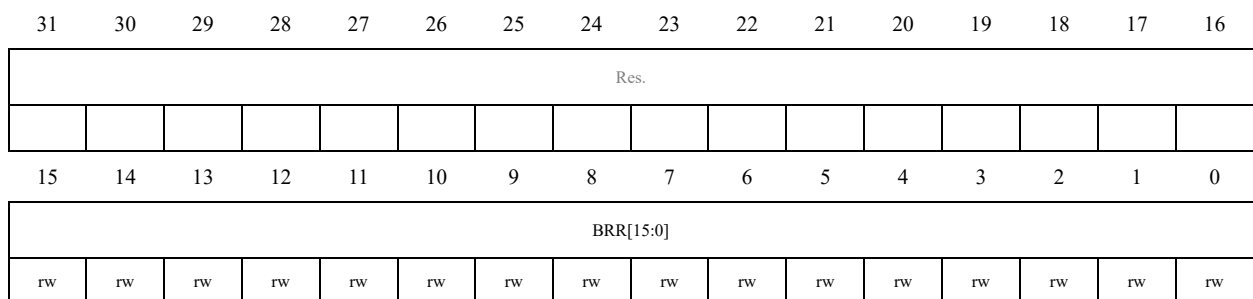 31 30 29 28 27 26 25 24 23 22 21 20 19 18 17 16
Res.
15 14 13 12 11 10 9 8 7 6 5 4 3 2 1 0
BRR[15:0]
rw rw rw rw rw rw rw rw rw rw rw rw rw rw rw rw